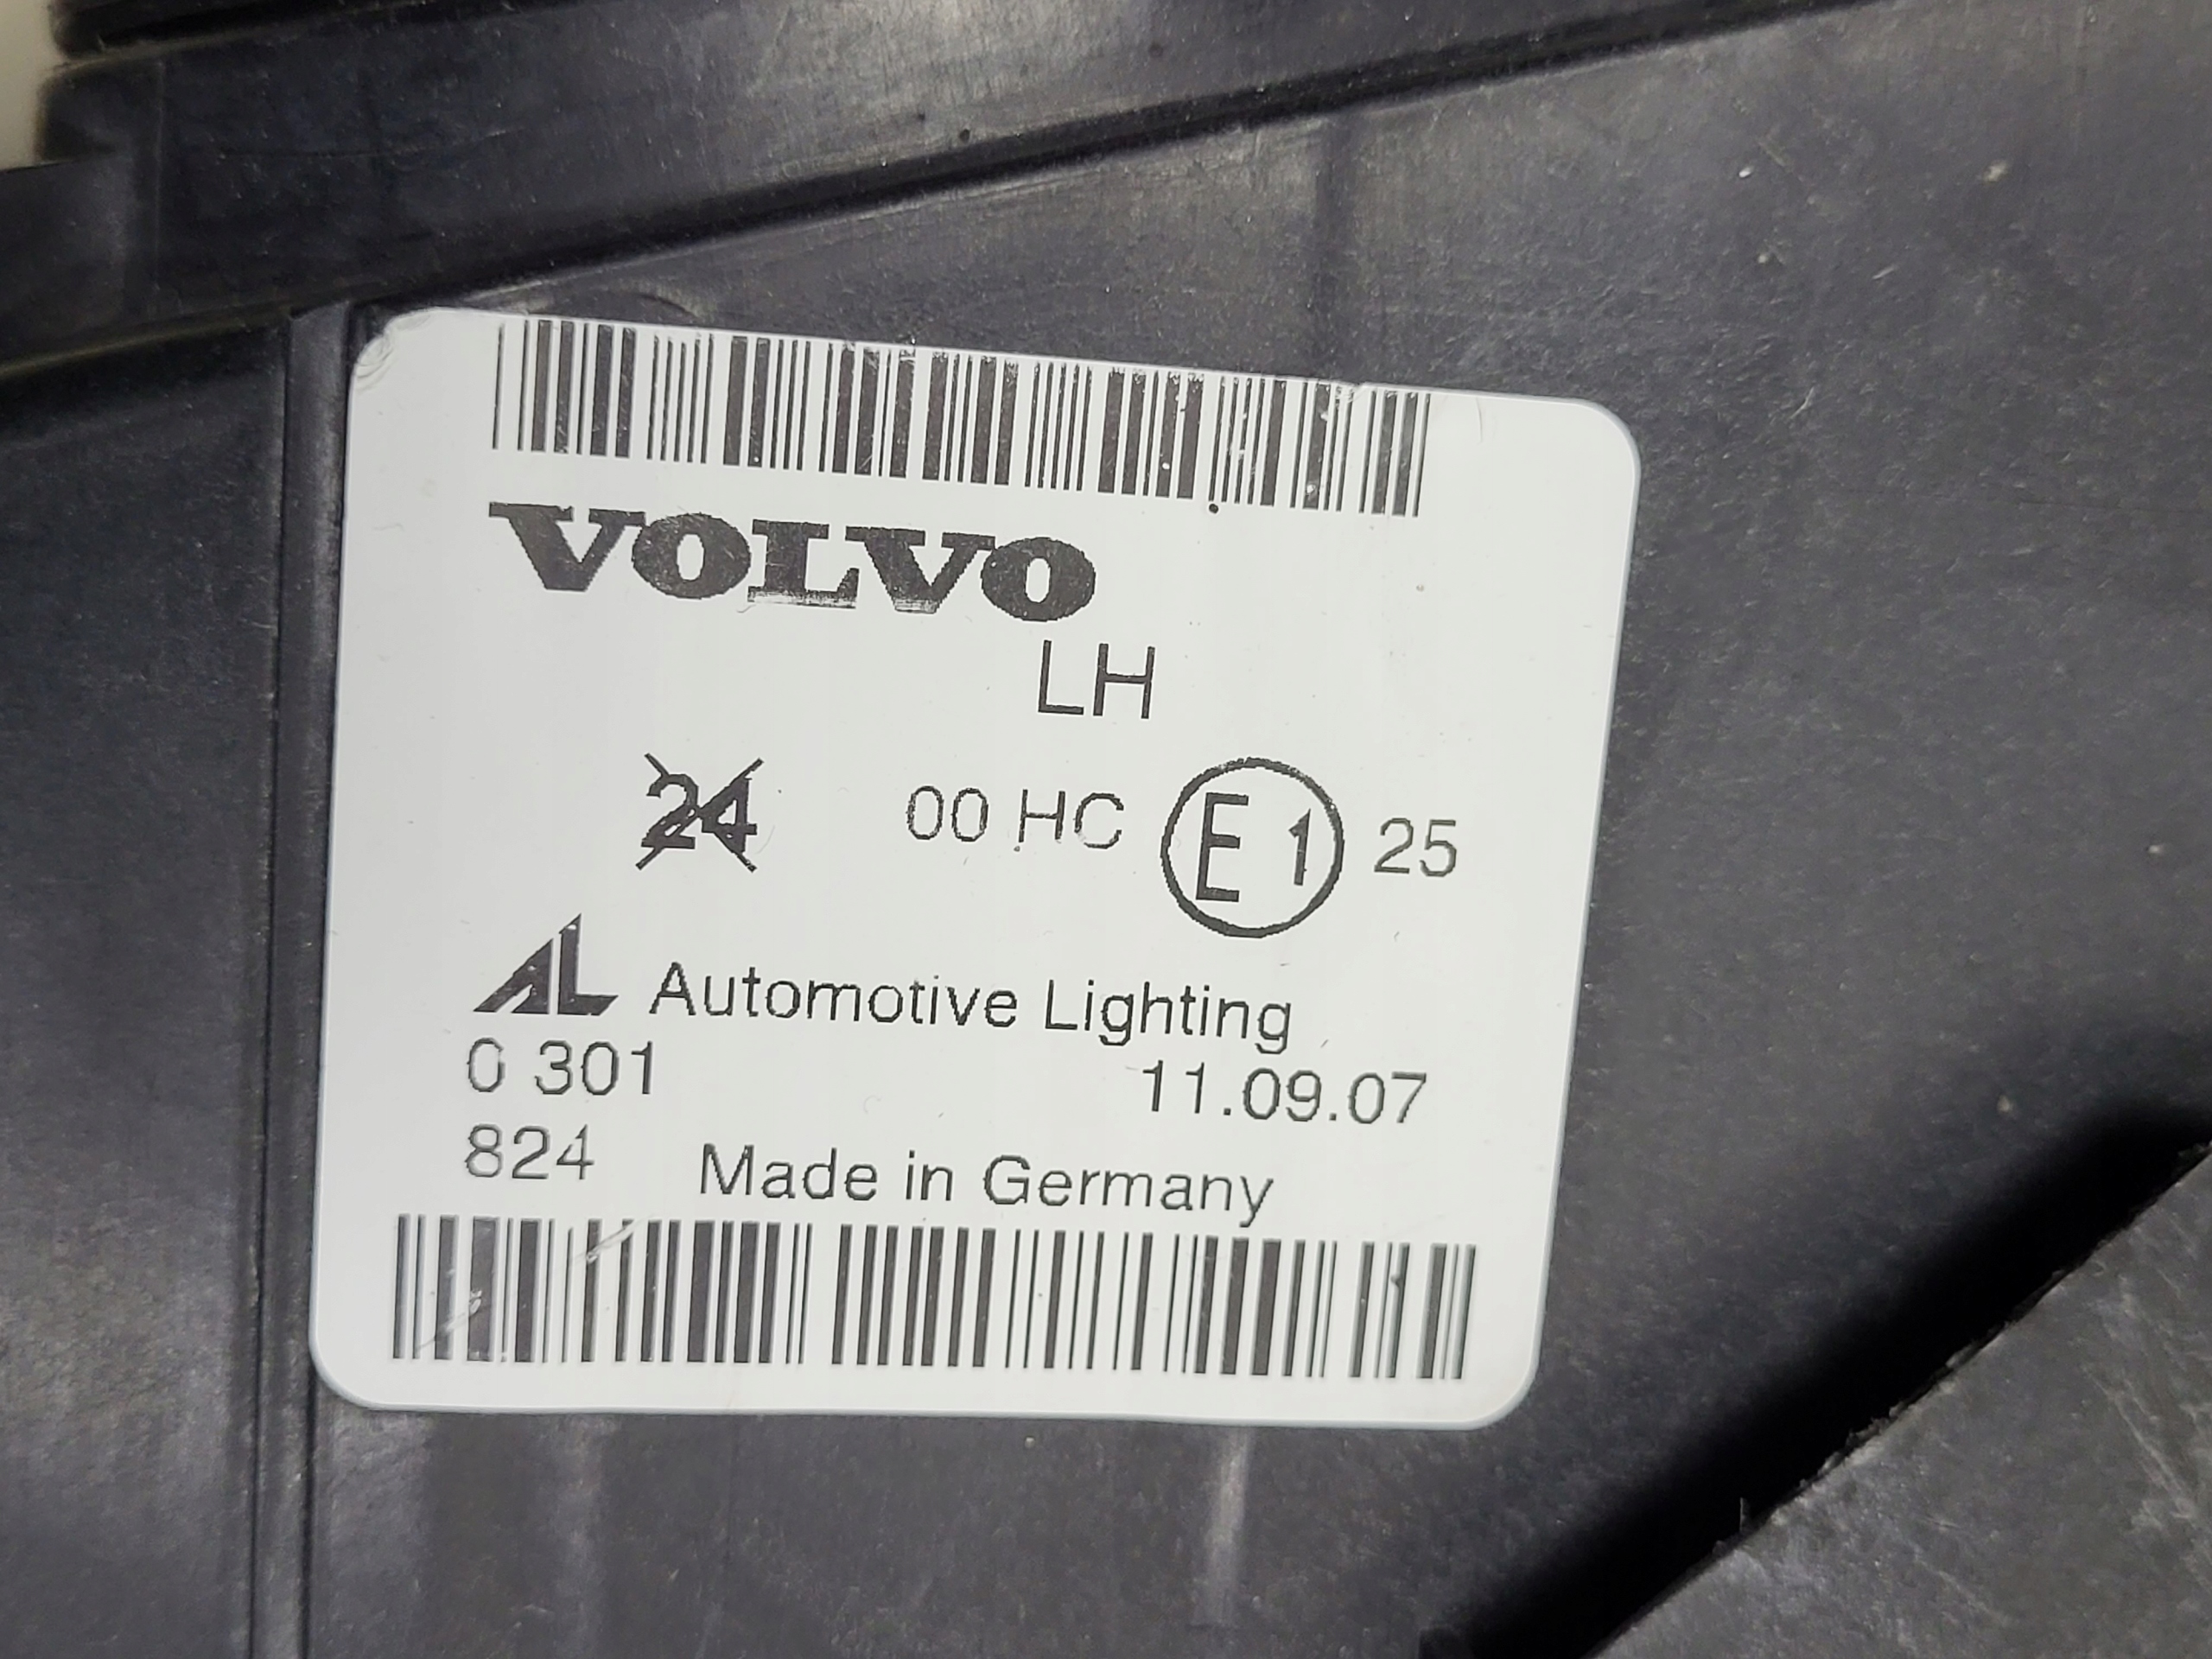 VOLVO
LH
24 00 HC E1 25
AL Automotive Lighting
0 301 11.09.07
824 Made in Germany